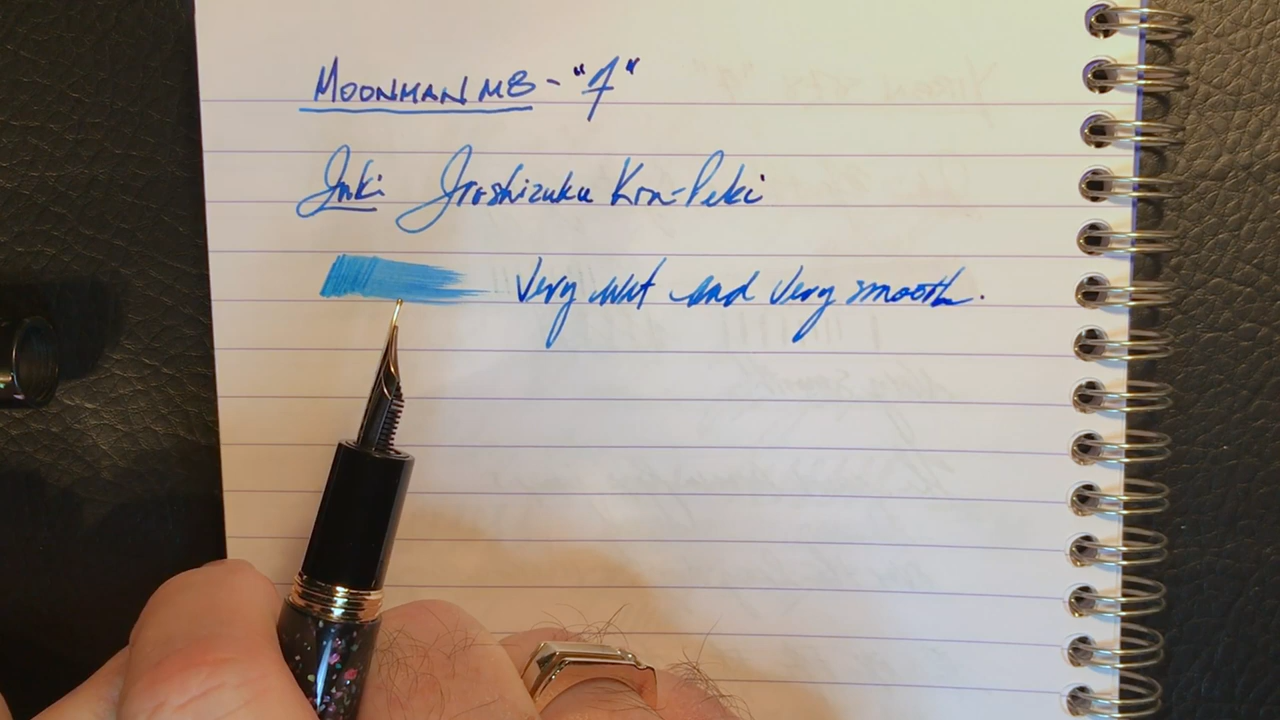 MOONMAN M8 - "f"
Ink: Iroshizuku Kon-Peki
Very wet and very smooth.